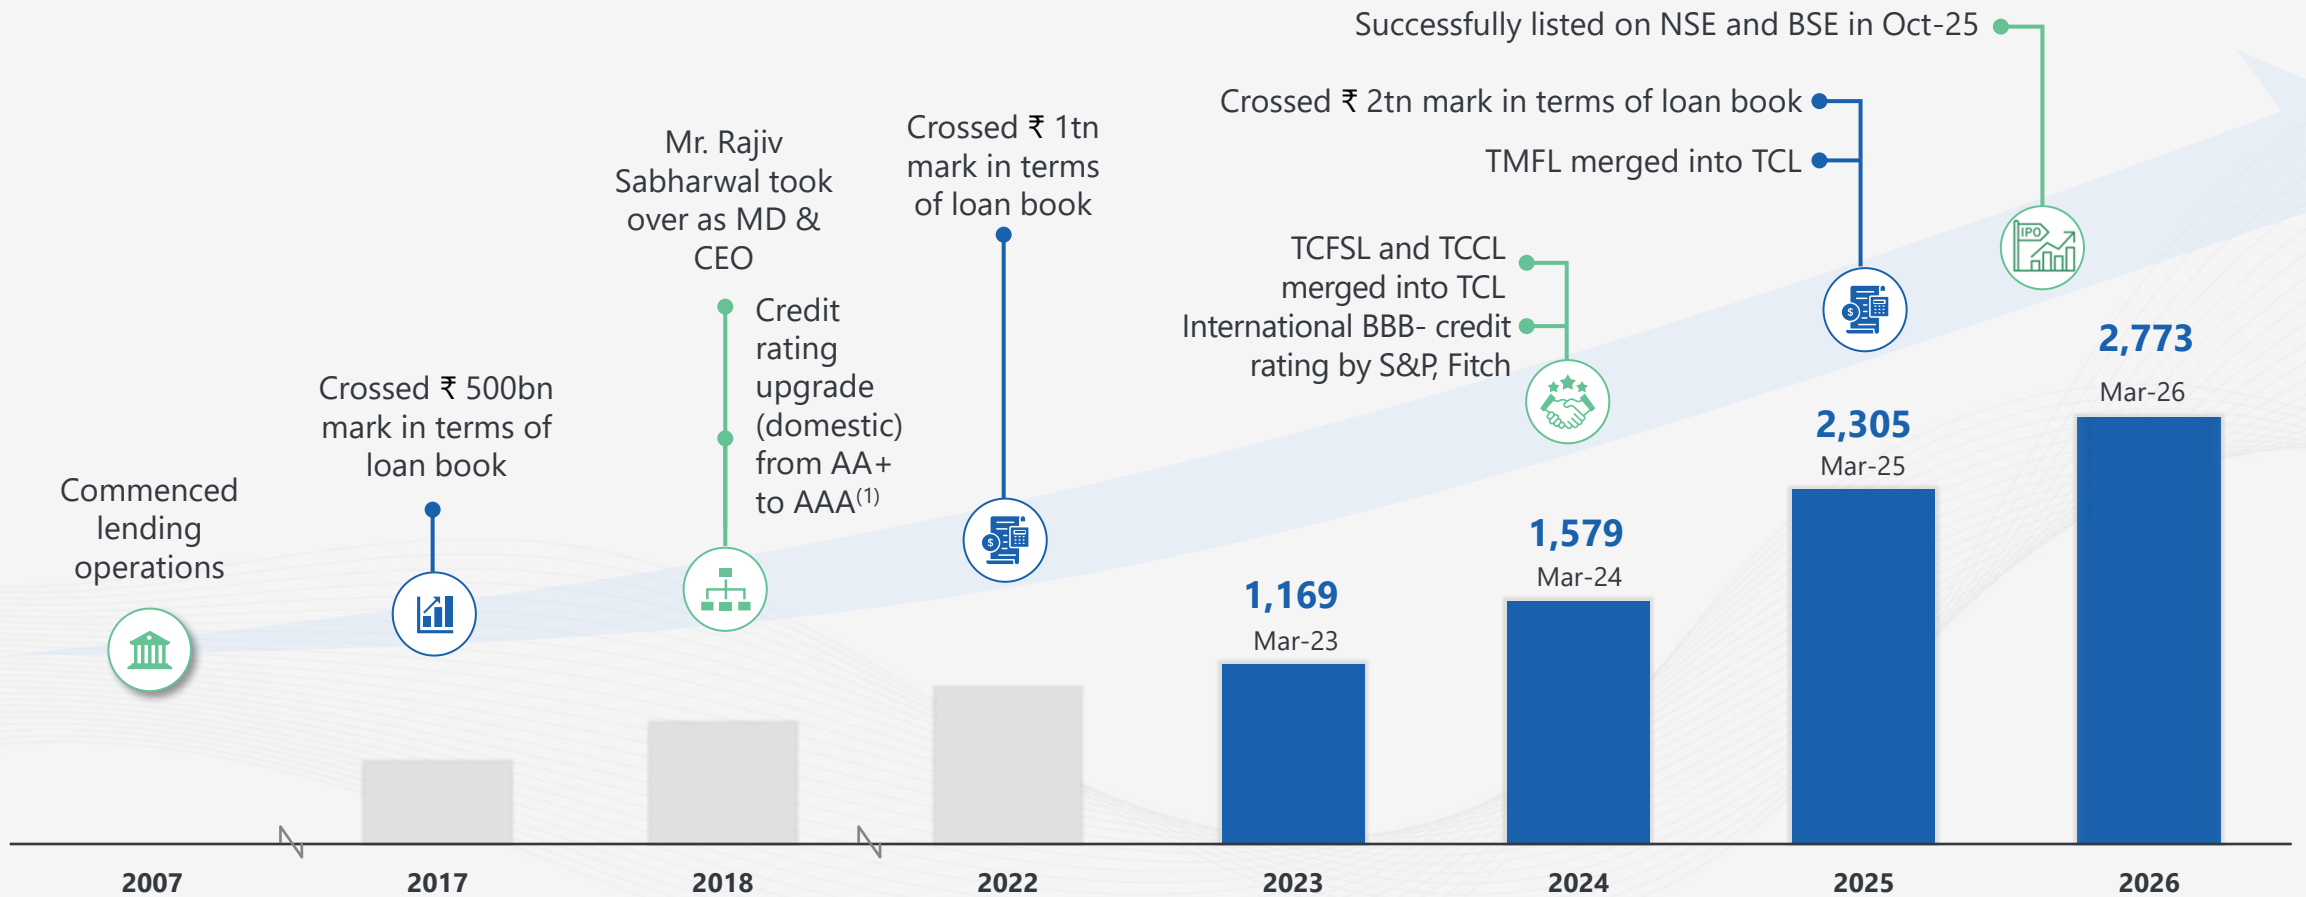 Successfully listed on NSE and BSE in Oct-25
Crossed ₹ 2tn mark in terms of loan book
TMFL merged into TCL
TCFSL and TCCL
merged into TCL
International BBB- credit
rating by S&P, Fitch
Crossed ₹ 1tn
mark in terms
of loan book
Mr. Rajiv
Sabharwal took
over as MD &
CEO
Credit
rating
upgrade
(domestic)
from AA+
to AAA(1)
Crossed ₹ 500bn
mark in terms of
loan book
Commenced
lending
operations
IPO
$
$
1,169
Mar-23
1,579
Mar-24
2,305
Mar-25
2,773
Mar-26
2007
2017
2018
2022
2023
2024
2025
2026